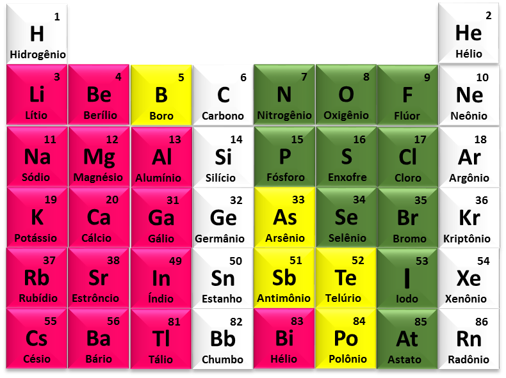 1
H
Hidrogênio
2
He
Hélio
3
Li
Lítio
4
Be
Berílio
5
B
Boro
6
C
Carbono
7
N
Nitrogênio
8
O
Oxigênio
9
F
Flúor
10
Ne
Neônio
11
Na
Sódio
12
Mg
Magnésio
13
Al
Alumínio
14
Si
Silício
15
P
Fósforo
16
S
Enxofre
17
Cl
Cloro
18
Ar
Argônio
19
K
Potássio
20
Ca
Cálcio
31
Ga
Gálio
32
Ge
Germânio
33
As
Arsênio
34
Se
Selênio
35
Br
Bromo
36
Kr
Kriptônio
37
Rb
Rubídio
38
Sr
Estrôncio
49
In
Índio
50
Sn
Estanho
51
Sb
Antimônio
52
Te
Telúrio
53
I
Iodo
54
Xe
Xenônio
55
Cs
Césio
56
Ba
Bário
81
Tl
Tálio
82
Bb
Chumbo
83
Bi
Hélio
84
Po
Polônio
85
At
Astato
86
Rn
Radônio